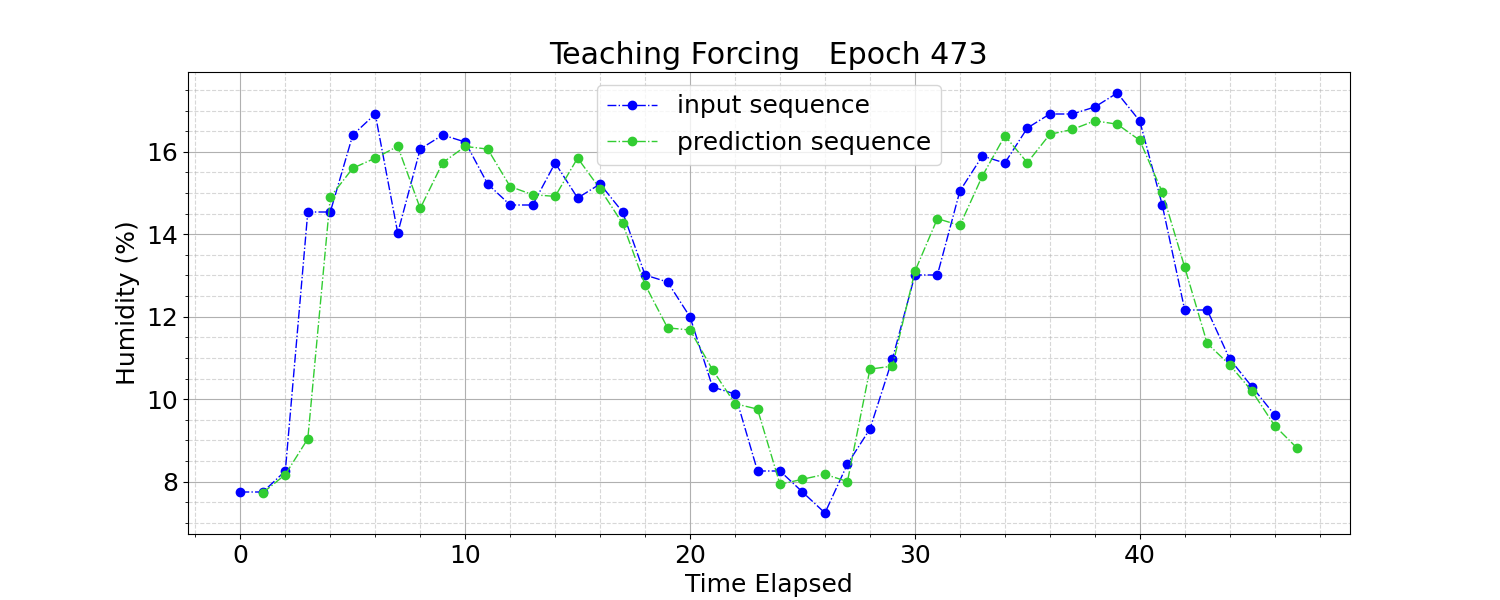 Teaching Forcing   Epoch 473
input sequence
prediction sequence
Humidity (%)
16
14
12
10
8
0 10 20 30 40
Time Elapsed